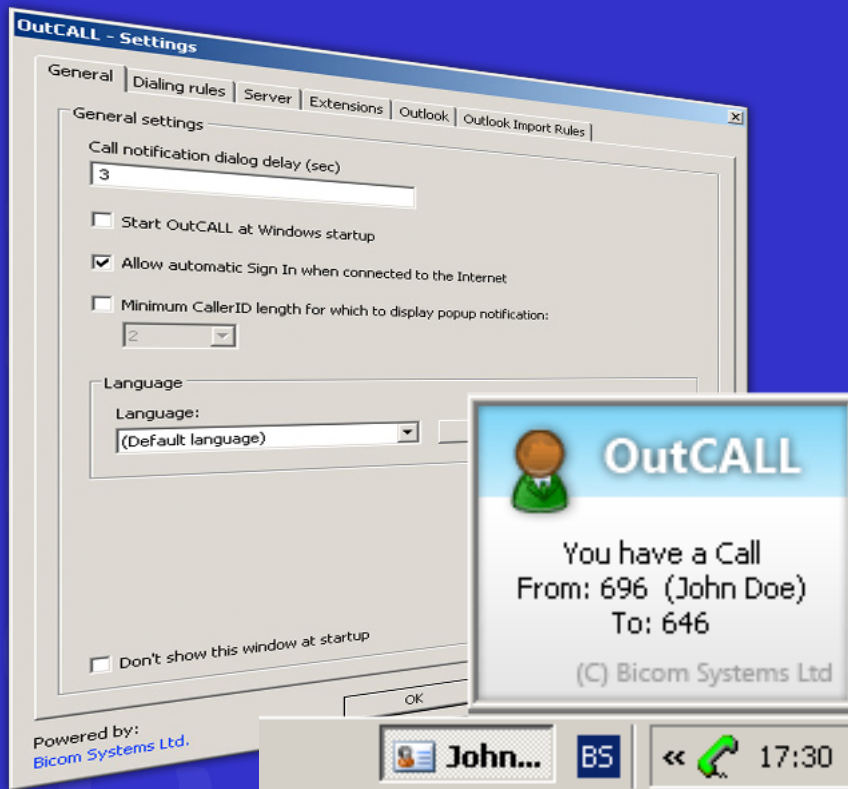 OutCALL - Settings
General Dialing rules Server Extensions Outlook Outlook Import Rules
General settings
Call notification dialog delay (sec)
3
Start OutCALL at Windows startup
Allow automatic Sign In when connected to the Internet
Minimum CallerID length for which to display popup notification:
2
Language
Language:
(Default language)
OutCALL
You have a Call
From: 696 (John Doe)
To: 646
(C) Bicom Systems Ltd
Don't show this window at startup
OK
Powered by:
Bicom Systems Ltd.
John... BS « 17:30